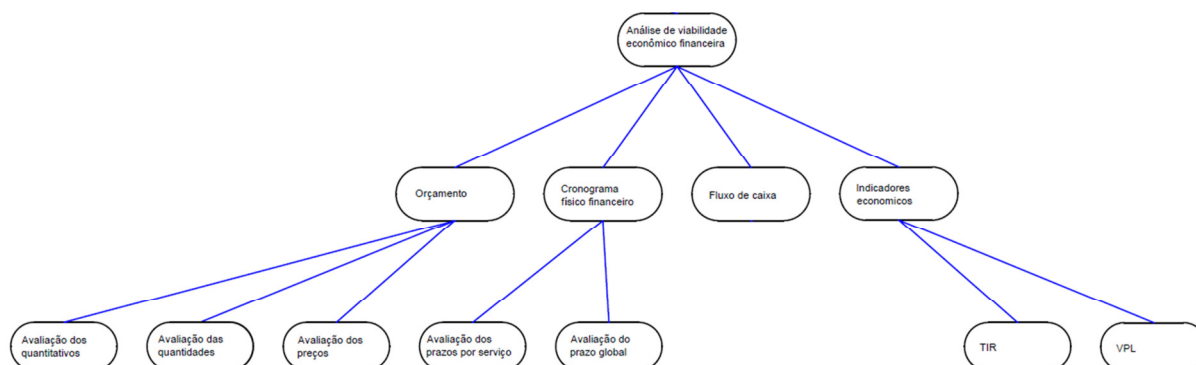 Análise de viabilidade
econômico financeira
Orçamento
Cronograma
físico financeiro
Fluxo de caixa
Indicadores
economicos
Avaliação dos
quantitativos
Avaliação das
quantidades
Avaliação dos
preços
Avaliação dos
prazos por serviço
Avaliação do
prazo global
TIR
VPL